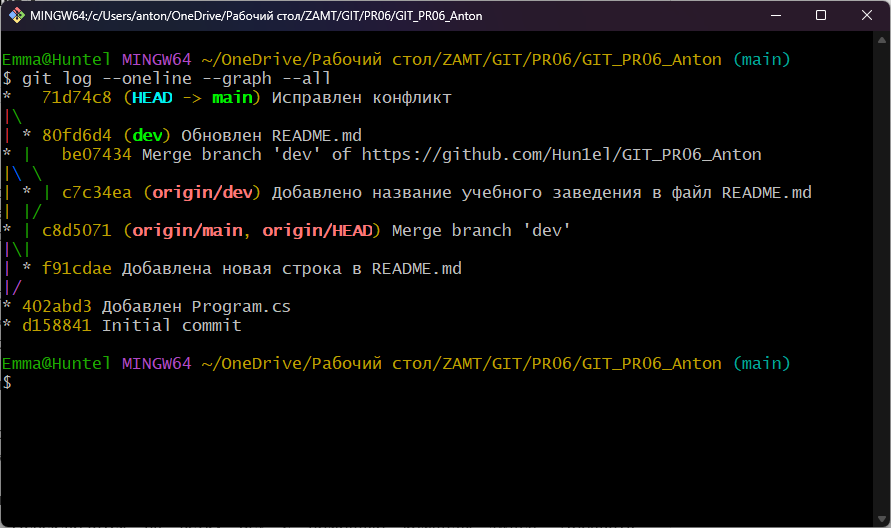 MINGW64:/c/Users/anton/OneDrive/Рабочий стол/ZAMT/GIT/PR06/GIT_PR06_Anton
Emma@Huntel MINGW64 ~/OneDrive/Рабочий стол/ZAMT/GIT/PR06/GIT_PR06_Anton (main)
$ git log --oneline --graph --all
*   71d74c8 (HEAD -> main) Исправлен конфликт
|\
| * 80fd6d4 (dev) Обновлен README.md
* |   be07434 Merge branch 'dev' of https://github.com/Hun1el/GIT_PR06_Anton
|\ \
| * | c7c34ea (origin/dev) Добавлено название учебного заведения в файл README.md
| |/
* | c8d5071 (origin/main, origin/HEAD) Merge branch 'dev'
|\|
| * f91cdae Добавлена новая строка в README.md
|/
* 402abd3 Добавлен Program.cs
* d158841 Initial commit
Emma@Huntel MINGW64 ~/OneDrive/Рабочий стол/ZAMT/GIT/PR06/GIT_PR06_Anton (main)
$